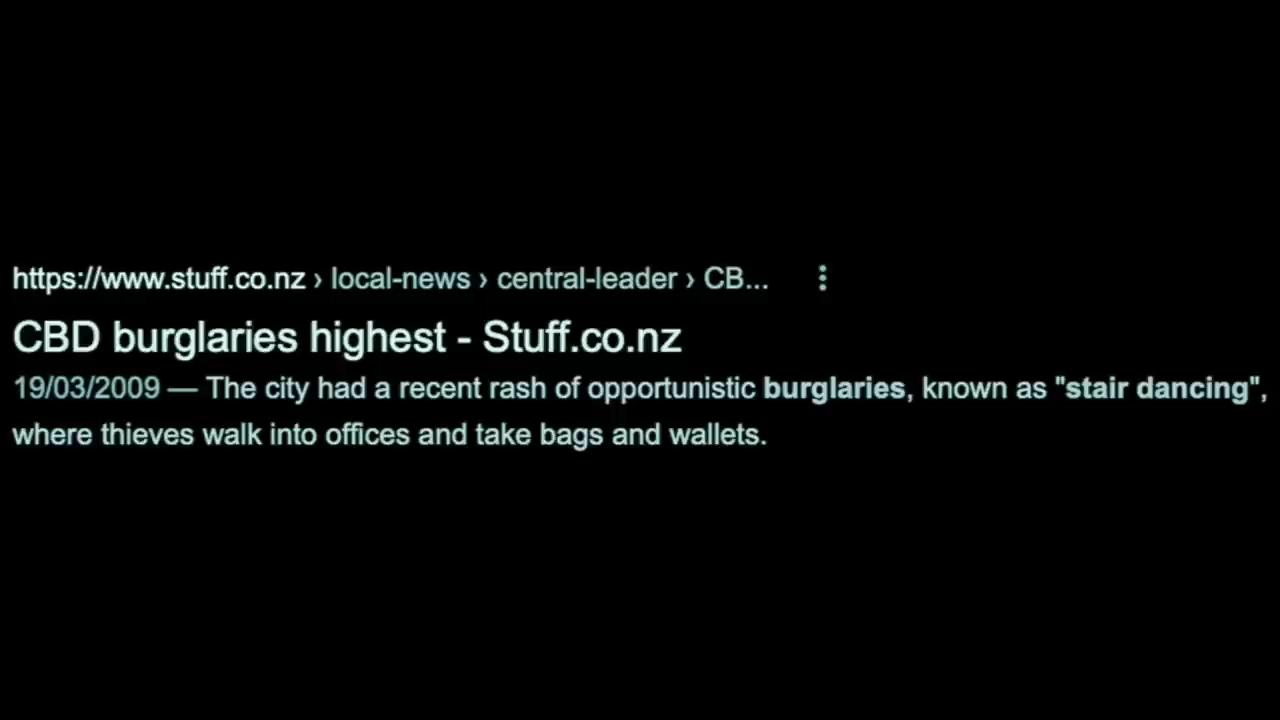 https://www.stuff.co.nz › local-news › central-leader › CB...
CBD burglaries highest - Stuff.co.nz
19/03/2009 — The city had a recent rash of opportunistic burglaries, known as "stair dancing",
where thieves walk into offices and take bags and wallets.